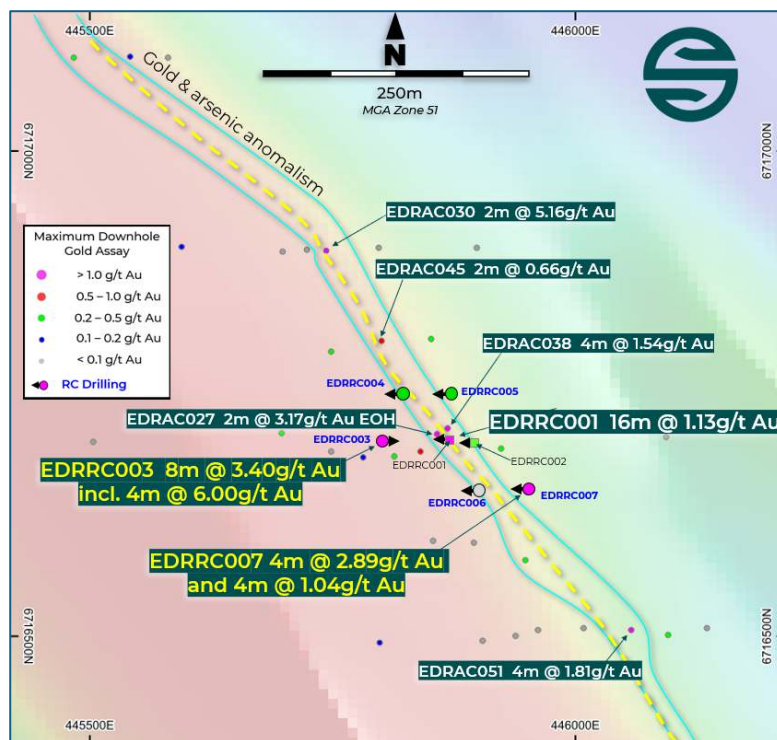 445500E
446000E
N
250m
MGA Zone 51
Gold & arsenic anomalism
6717000N
6717000N
EDRAC030 2m @ 5.16g/t Au
Maximum Downhole
Gold Assay
> 1.0 g/t Au
0.5 – 1.0 g/t Au
0.2 – 0.5 g/t Au
0.1 – 0.2 g/t Au
< 0.1 g/t Au
RC Drilling
EDRAC045 2m @ 0.66g/t Au
EDRAC038 4m @ 1.54g/t Au
EDRRC004
EDRRC005
EDRAC027 2m @ 3.17g/t Au EOH
EDRRC001 16m @ 1.13g/t Au
EDRRC003
EDRRC001
EDRRC002
EDRRC003 8m @ 3.40g/t Au
incl. 4m @ 6.00g/t Au
EDRRC006
EDRRC007
EDRRC007 4m @ 2.89g/t Au
and 4m @ 1.04g/t Au
6716500N
6716500N
EDRAC051 4m @ 1.81g/t Au
445500E
446000E